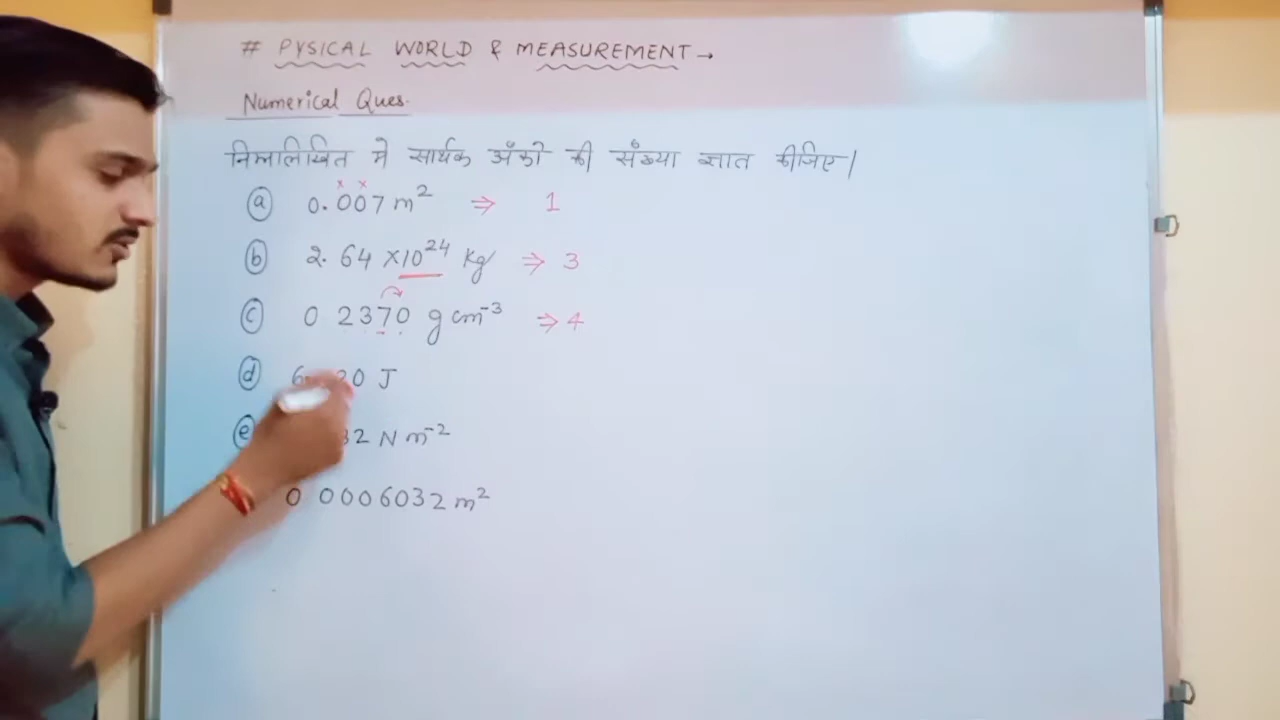 # PYSICAL WORLD & MEASUREMENT →
Numerical Ques.
निम्नलिखित मे सार्थक अँको की संख्या ज्ञात कीजिए।
(a) 0.007 m² ⇒ 1
(b) 2.64 ×10²⁴ Kg ⇒ 3
(c) 0 2370 g cm⁻³ ⇒ 4
(d) 6 20 J
(e) 32 N m⁻²
0 0006032 m²